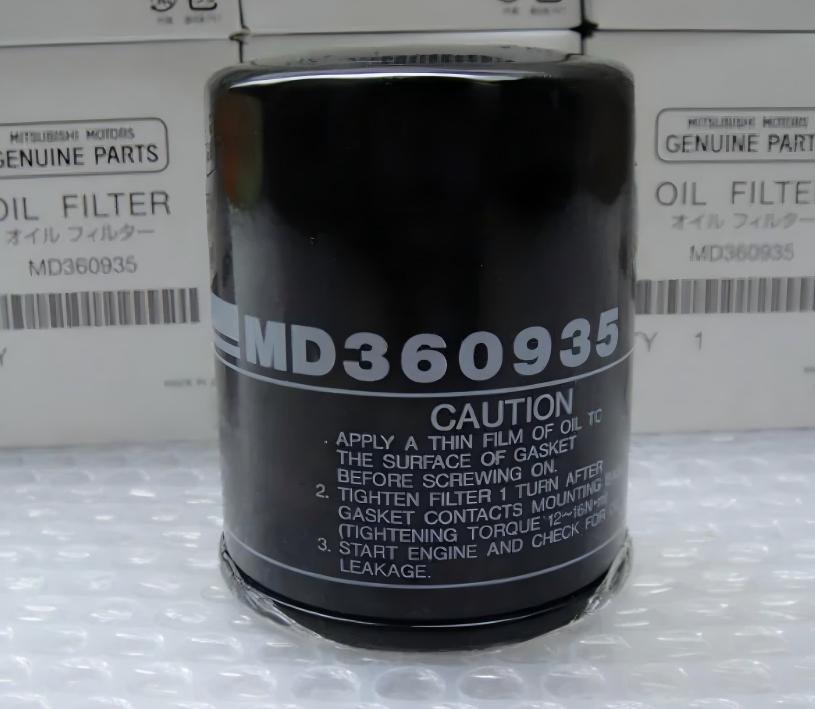 MITSUBISHI MOTORS
GENUINE PARTS
OIL FILTER
オイル フィルター
MD360935
MITSUBISHI MOTORS
GENUINE PART
OIL FILTE
オイル フィルター
MD360935
Y 1
MD360935
CAUTION
APPLY A THIN FILM OF OIL TO
THE SURFACE OF GASKET
BEFORE SCREWING ON.
2. TIGHTEN FILTER 1 TURN AFTER
GASKET CONTACTS MOUNTING
(TIGHTENING TORQUE 12~16N·m)
3. START ENGINE AND CHECK FOR
LEAKAGE.